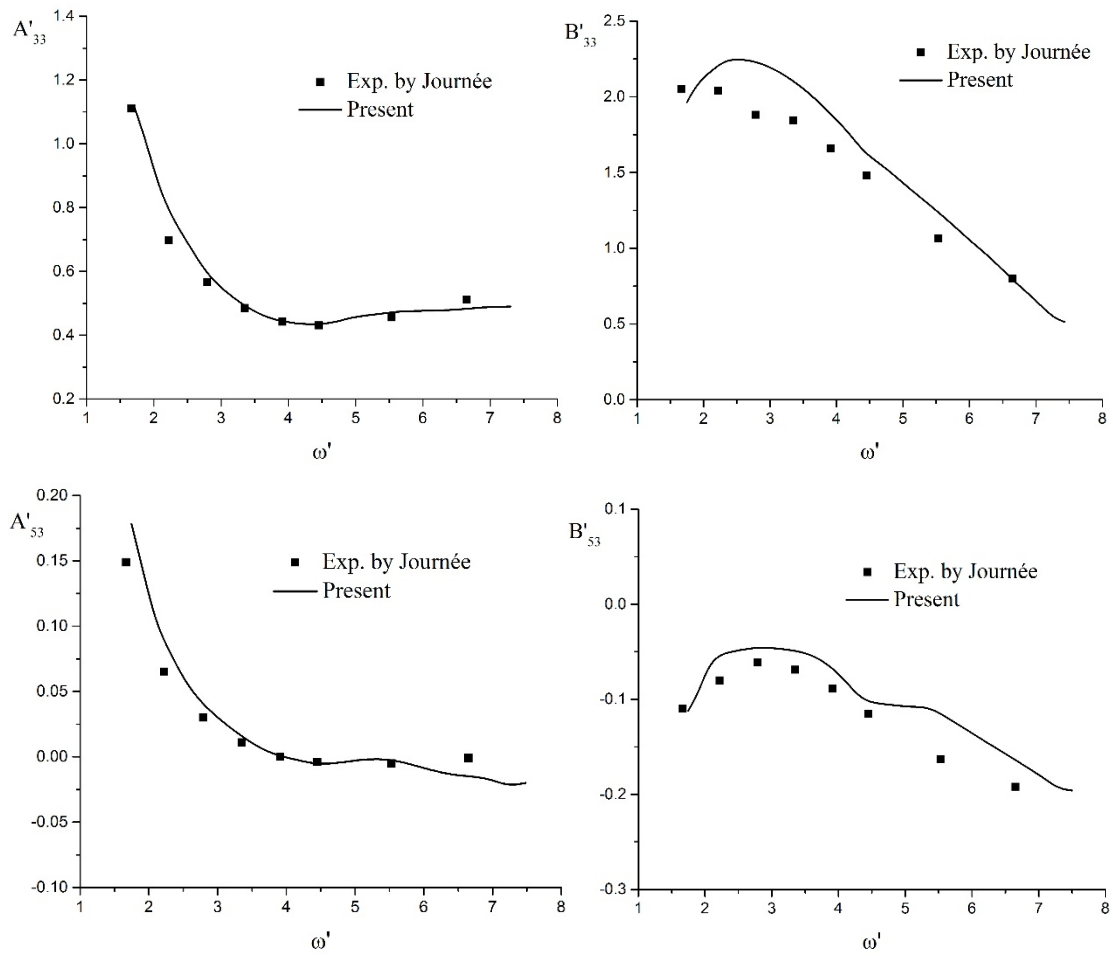 A'33
1.4
1.2
1.0
0.8
0.6
0.4
0.2
Exp. by Journée
Present
1 2 3 4 5 6 7 8
ω'
B'33
2.5
2.0
1.5
1.0
0.5
0.0
Exp. by Journée
Present
1 2 3 4 5 6 7 8
ω'
A'53
0.20
0.15
0.10
0.05
0.00
-0.05
-0.10
Exp. by Journée
Present
1 2 3 4 5 6 7 8
ω'
B'53
0.1
0.0
-0.1
-0.2
-0.3
Exp. by Journée
Present
1 2 3 4 5 6 7 8
ω'